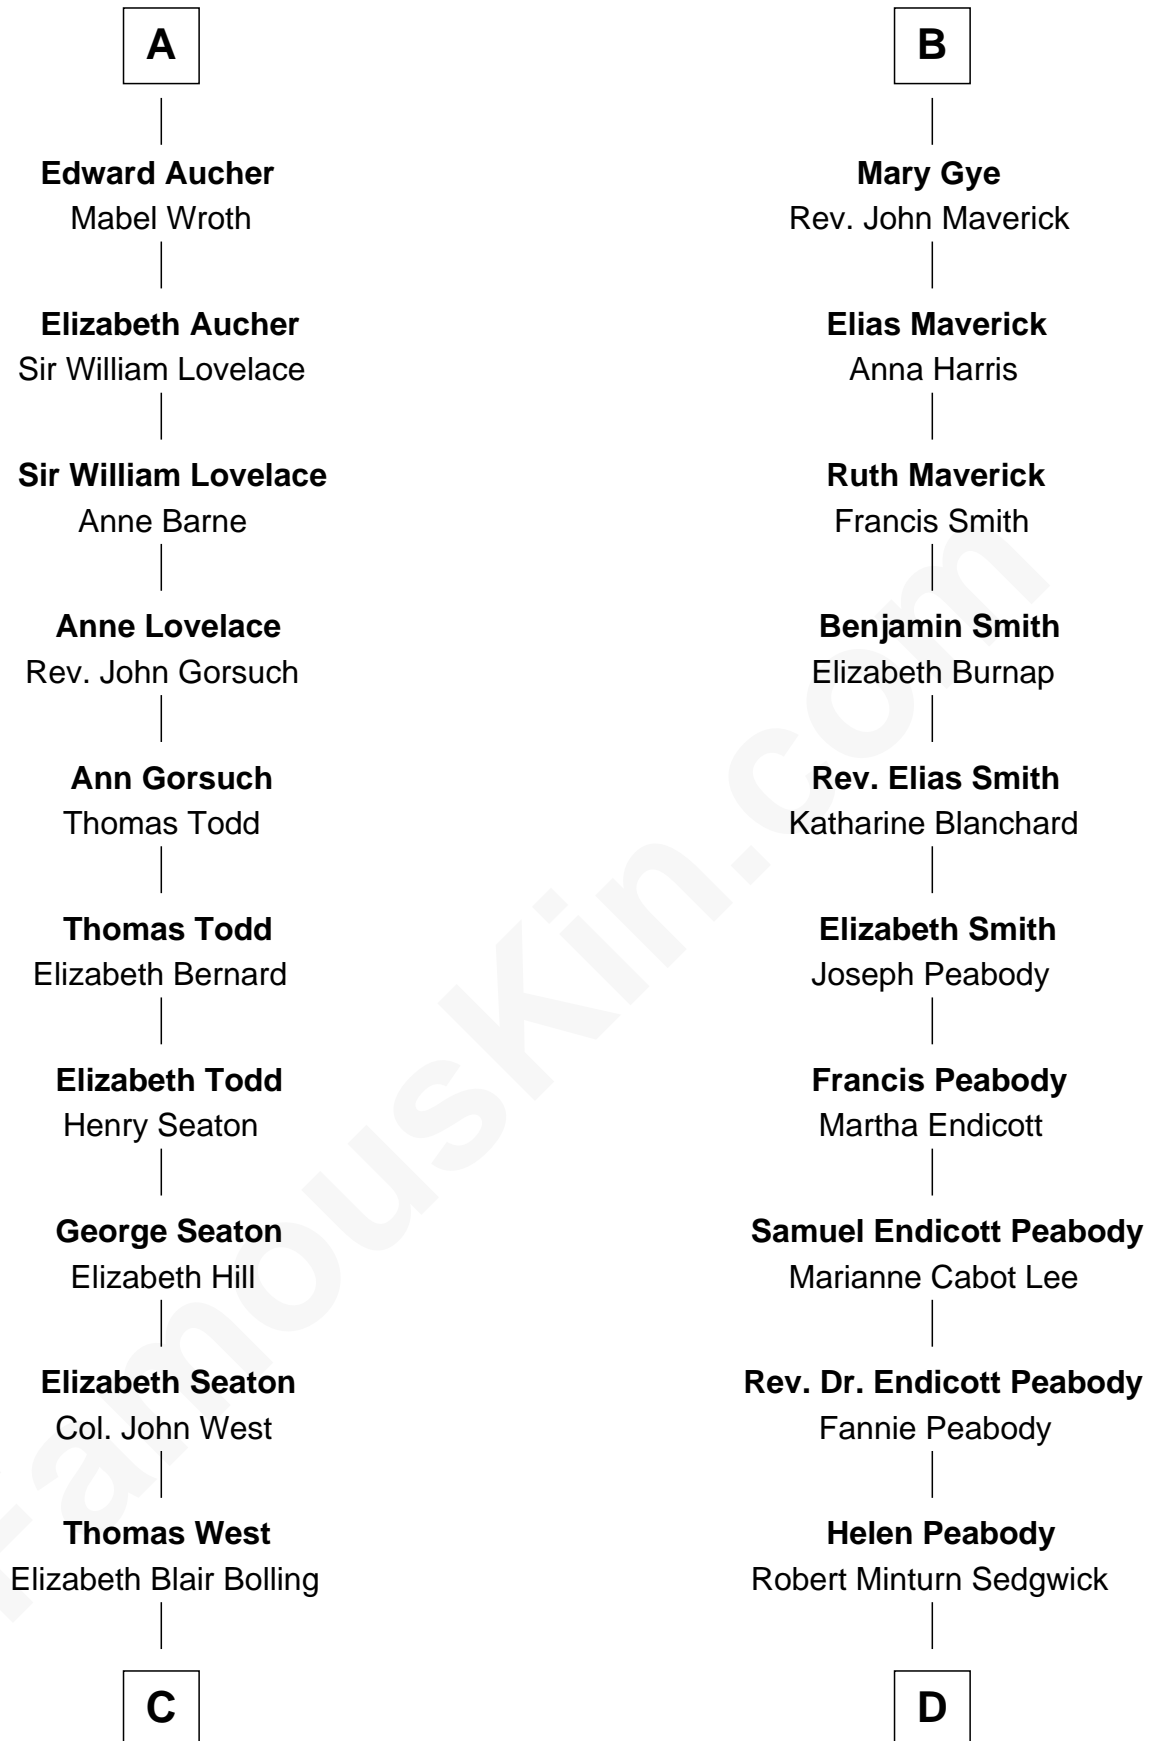 A
Edward Aucher
Mabel Wroth
Elizabeth Aucher
Sir William Lovelace
Sir William Lovelace
Anne Barne
Anne Lovelace
Rev. John Gorsuch
Ann Gorsuch
Thomas Todd
Thomas Todd
Elizabeth Bernard
Elizabeth Todd
Henry Seaton
George Seaton
Elizabeth Hill
Elizabeth Seaton
Col. John West
Thomas West
Elizabeth Blair Bolling
C
B
Mary Gye
Rev. John Maverick
Elias Maverick
Anna Harris
Ruth Maverick
Francis Smith
Benjamin Smith
Elizabeth Burnap
Rev. Elias Smith
Katharine Blanchard
Elizabeth Smith
Joseph Peabody
Francis Peabody
Martha Endicott
Samuel Endicott Peabody
Marianne Cabot Lee
Rev. Dr. Endicott Peabody
Fannie Peabody
Helen Peabody
Robert Minturn Sedgwick
D
FamousKin.com